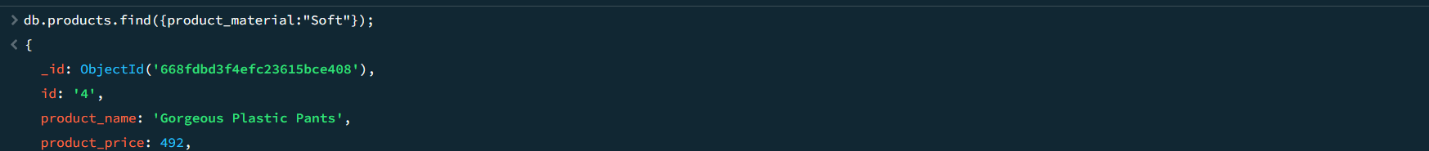 > db.products.find({product_material:"Soft"});
< {
_id: ObjectId('668fdbd3f4efc23615bce408'),
id: '4',
product_name: 'Gorgeous Plastic Pants',
product_price: 492,